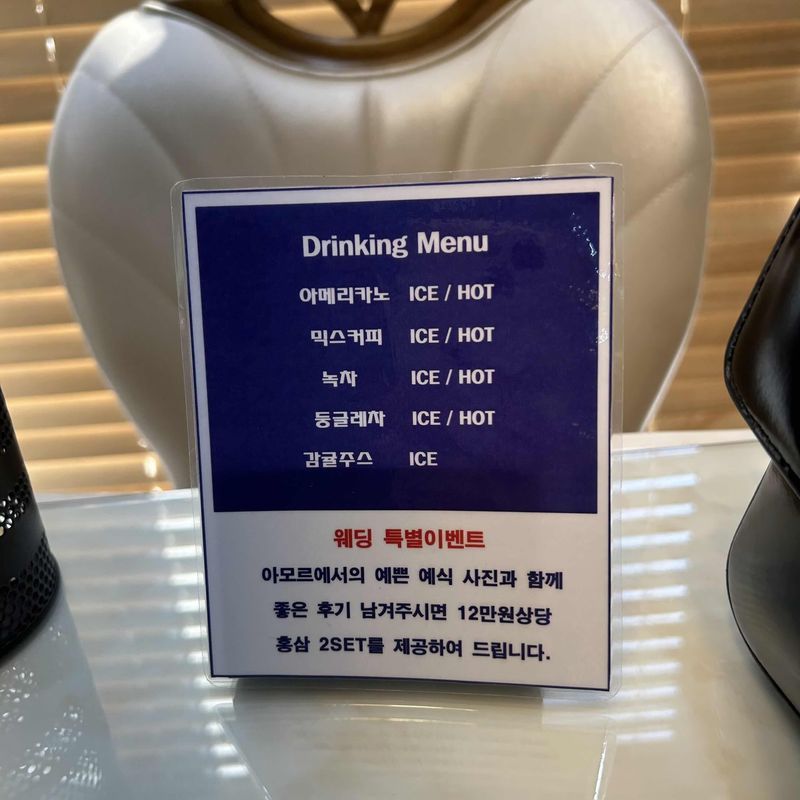 Drinking Menu
아메리카노 ICE / HOT
믹스커피 ICE / HOT
녹차 ICE / HOT
둥글레차 ICE / HOT
감귤주스 ICE
웨딩 특별이벤트
아모르에서의 예쁜 예식 사진과 함께
좋은 후기 남겨주시면 12만원상당
홍삼 2SET를 제공하여 드립니다.